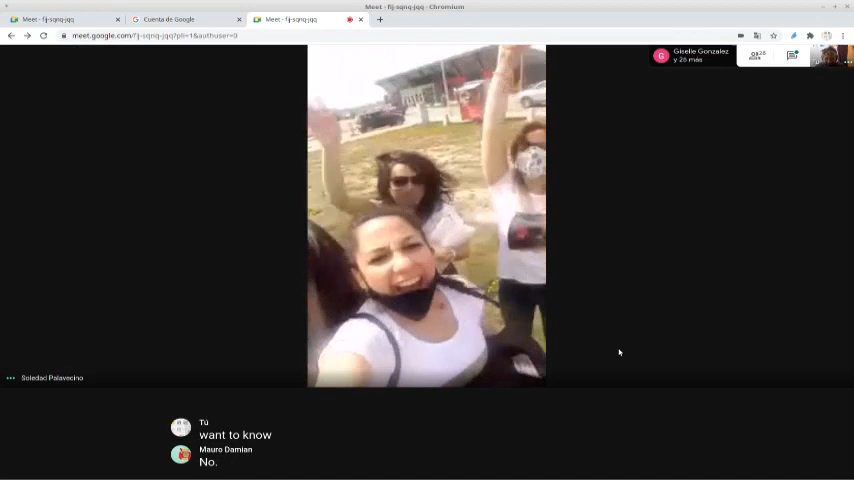 Meet - fij-sqnq-jqq - Chromium
Meet - fij-sqnq-jqq
Cuenta de Google
Meet - fij-sqnq-jqq
meet.google.com/fij-sqnq-jqq?pli=1&authuser=0
G
Giselle Gonzalez
y 28 más
28
Soledad Palavecino
Tú
want to know
Mauro Damian
No.